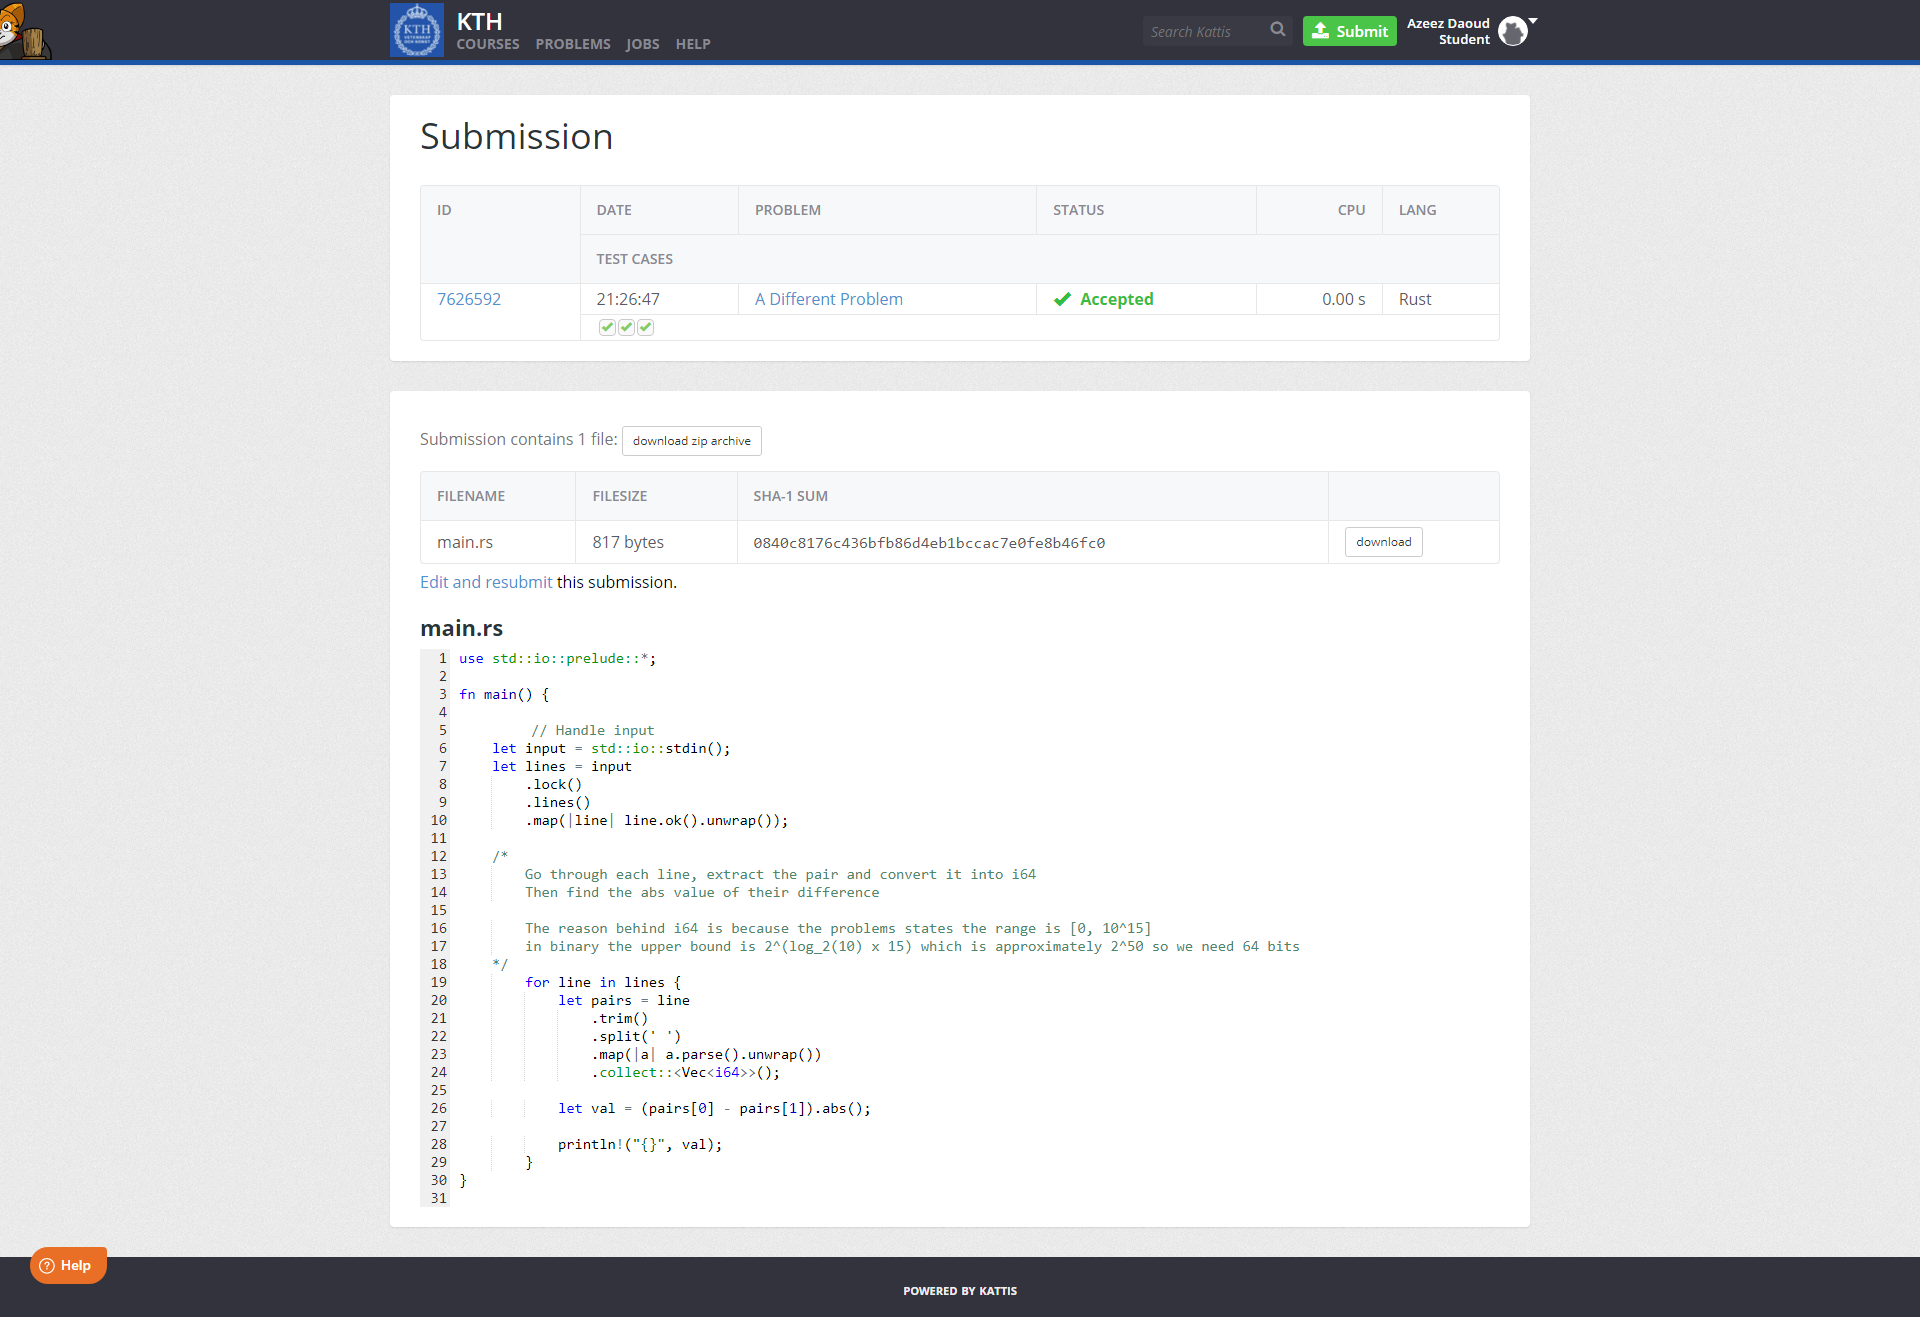 KTH
COURSES PROBLEMS JOBS HELP
Search Kattis
Submit
Azeez Daoud
Student
Submission
ID DATE PROBLEM STATUS CPU LANG
TEST CASES
7626592 21:26:47 A Different Problem Accepted 0.00 s Rust
Submission contains 1 file: download zip archive
FILENAME FILESIZE SHA-1 SUM
main.rs 817 bytes 0840c8176c436bfb86d4eb1bccac7e0fe8b46fc0 download
Edit and resubmit this submission.
main.rs
1 use std::io::prelude::*;
2
3 fn main() {
4
5 // Handle input
6 let input = std::io::stdin();
7 let lines = input
8 .lock()
9 .lines()
10 .map(|line| line.ok().unwrap());
11
12 /*
13 Go through each line, extract the pair and convert it into i64
14 Then find the abs value of their difference
15
16 The reason behind i64 is because the problems states the range is [0, 10^15]
17 in binary the upper bound is 2^(log_2(10) x 15) which is approximately 2^50 so we need 64 bits
18 */
19 for line in lines {
20 let pairs = line
21 .trim()
22 .split(' ')
23 .map(|a| a.parse().unwrap())
24 .collect::<Vec<i64>>();
25
26 let val = (pairs[0] - pairs[1]).abs();
27
28 println!("{}", val);
29 }
30 }
31
Help
POWERED BY KATTIS